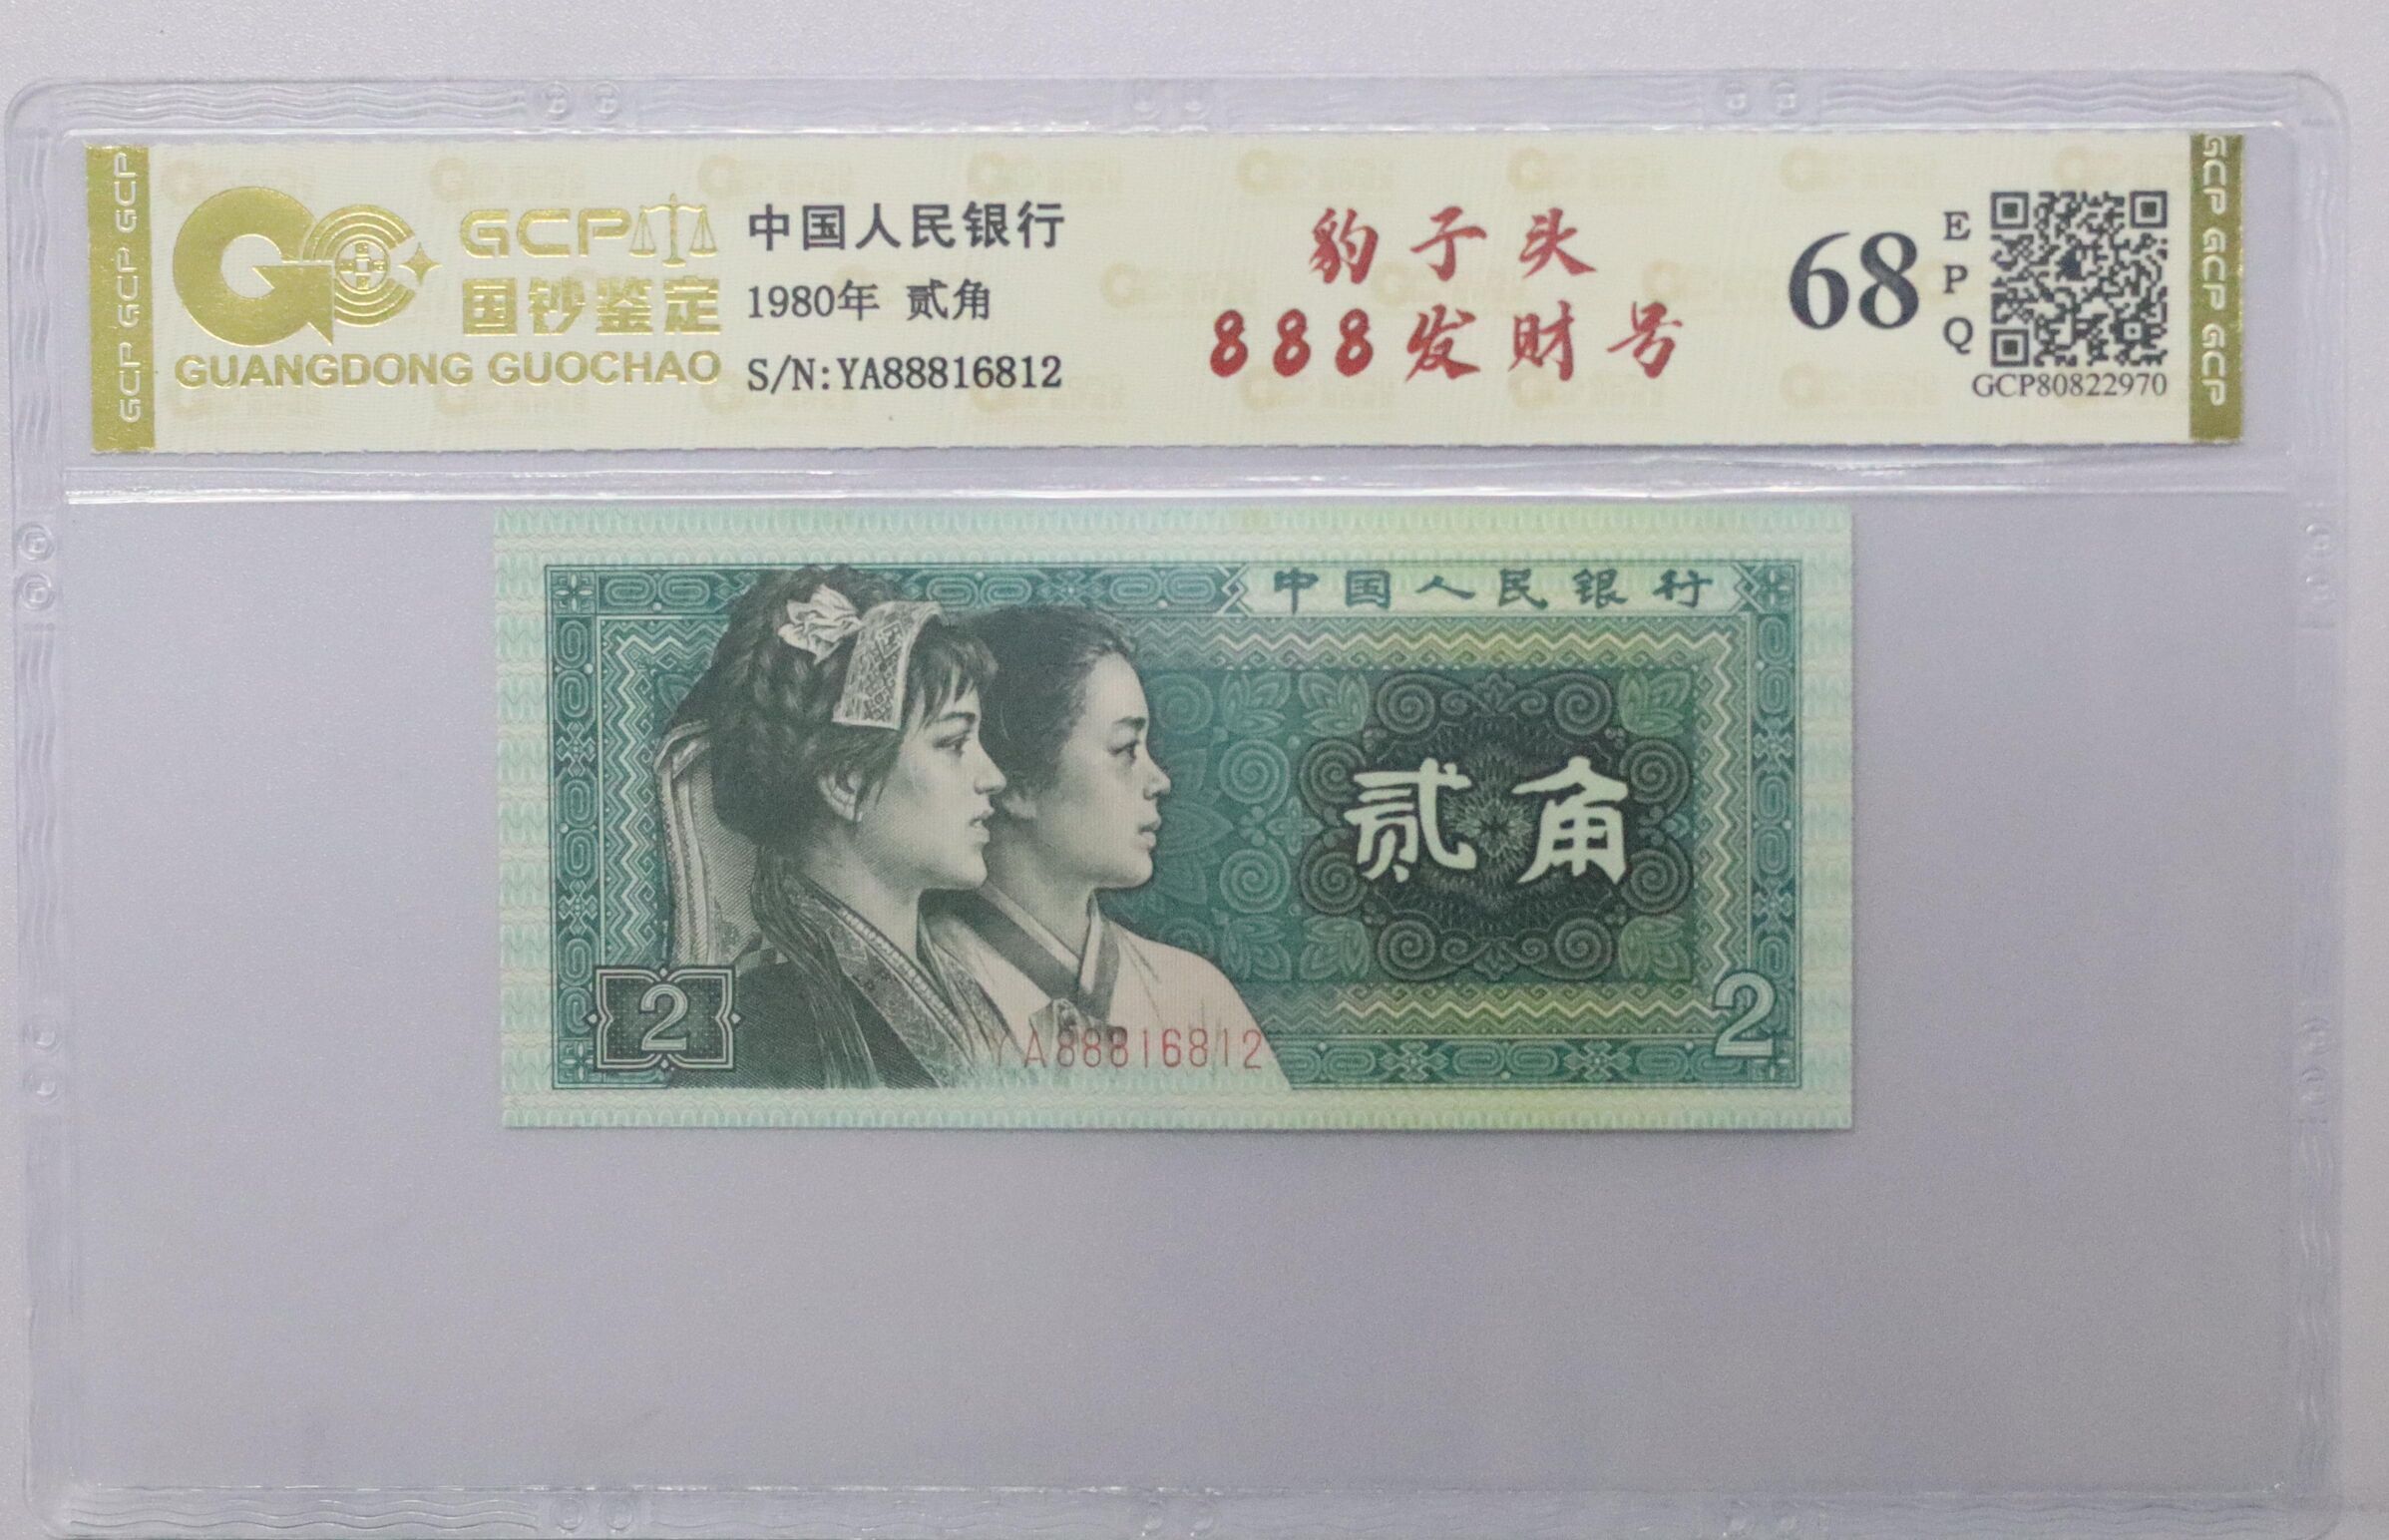 GCP GCP GCP
GCP
国钞鉴定
GUANGDONG GUOCHAO
中国人民银行
1980年 贰角
S/N:YA88816812
豹子头
888发财号
68
EPQ
GCP80822970
GCP GCP GCP
中国人民银行
贰角
2
YA88816812
2